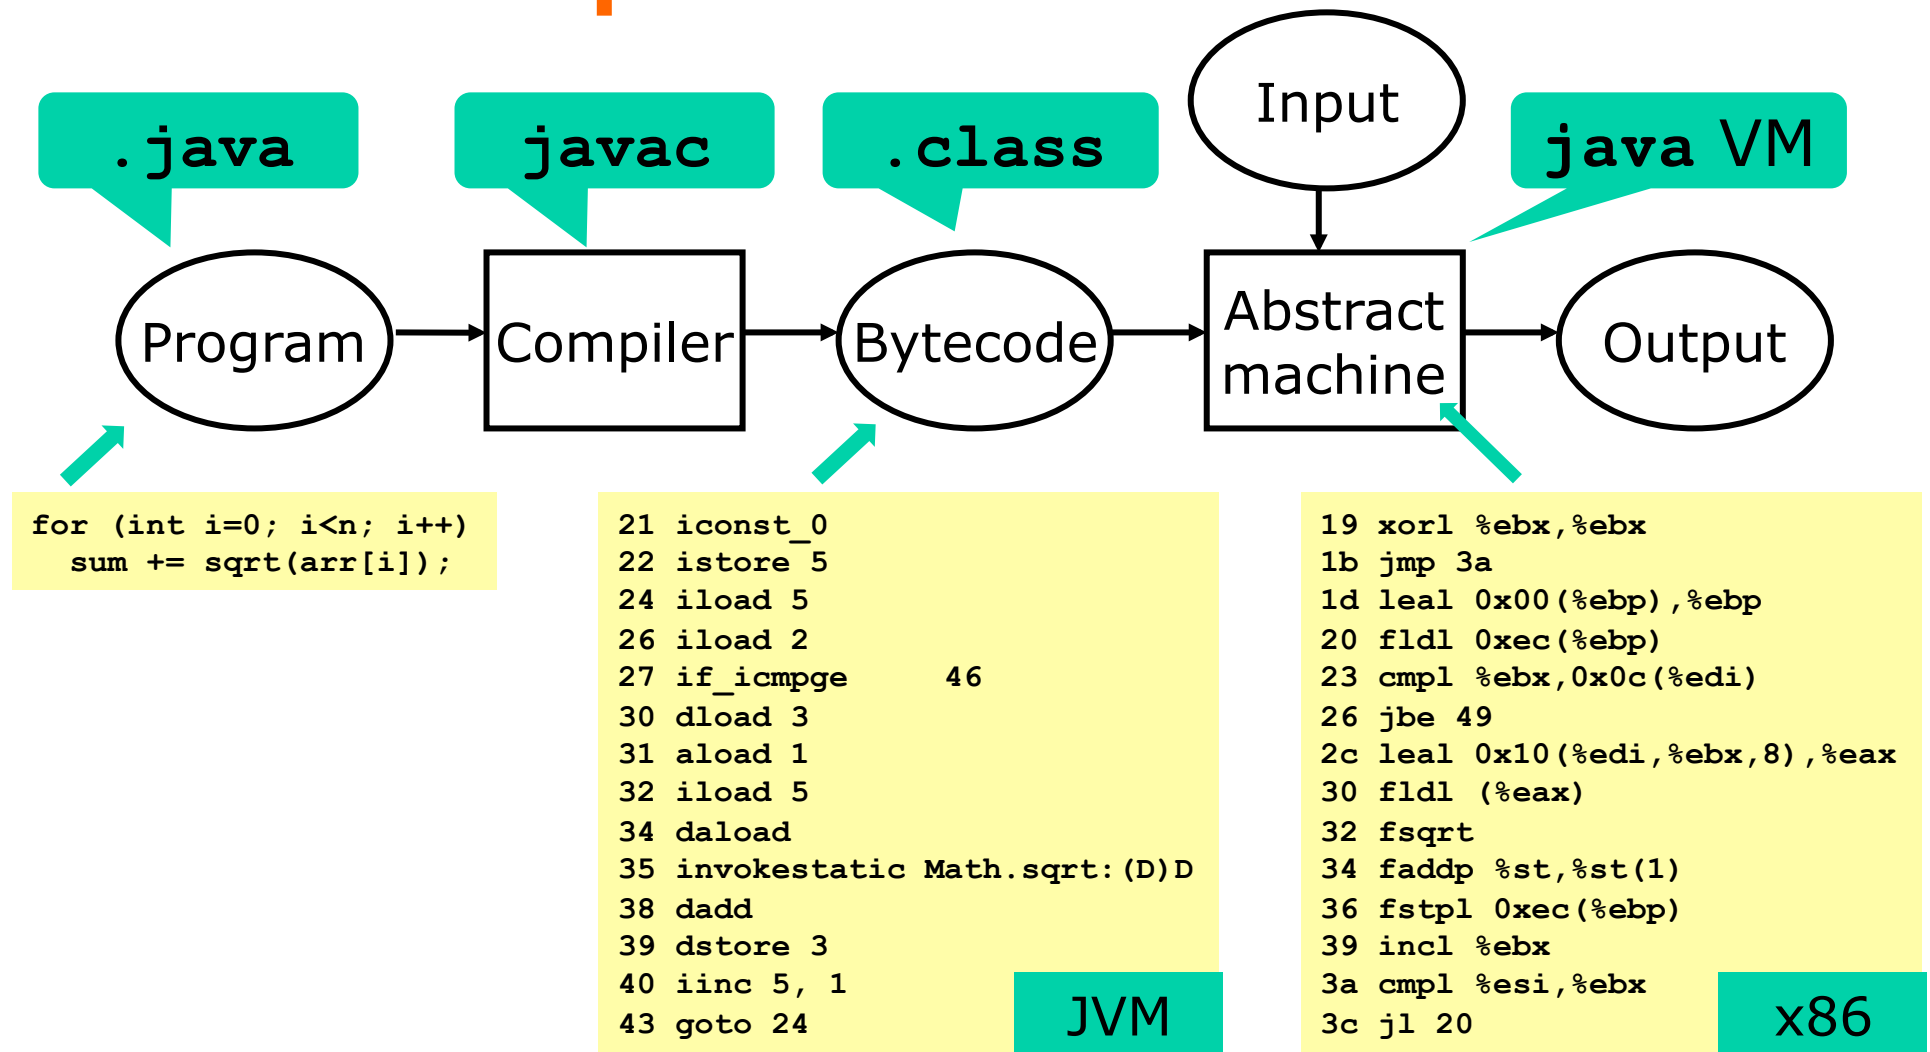 Input
.java
javac
.class
java VM
Program
Compiler
Bytecode
Abstract
machine
Output
for (int i=0; i<n; i++)
  sum += sqrt(arr[i]);
21 iconst_0
22 istore 5
24 iload 5
26 iload 2
27 if_icmpge     46
30 dload 3
31 aload 1
32 iload 5
34 daload
35 invokestatic Math.sqrt:(D)D
38 dadd
39 dstore 3
40 iinc 5, 1
43 goto 24
JVM
19 xorl %ebx,%ebx
1b jmp 3a
1d leal 0x00(%ebp),%ebp
20 fldl 0xec(%ebp)
23 cmpl %ebx,0x0c(%edi)
26 jbe 49
2c leal 0x10(%edi,%ebx,8),%eax
30 fldl (%eax)
32 fsqrt
34 faddp %st,%st(1)
36 fstpl 0xec(%ebp)
39 incl %ebx
3a cmpl %esi,%ebx
3c jl 20
x86